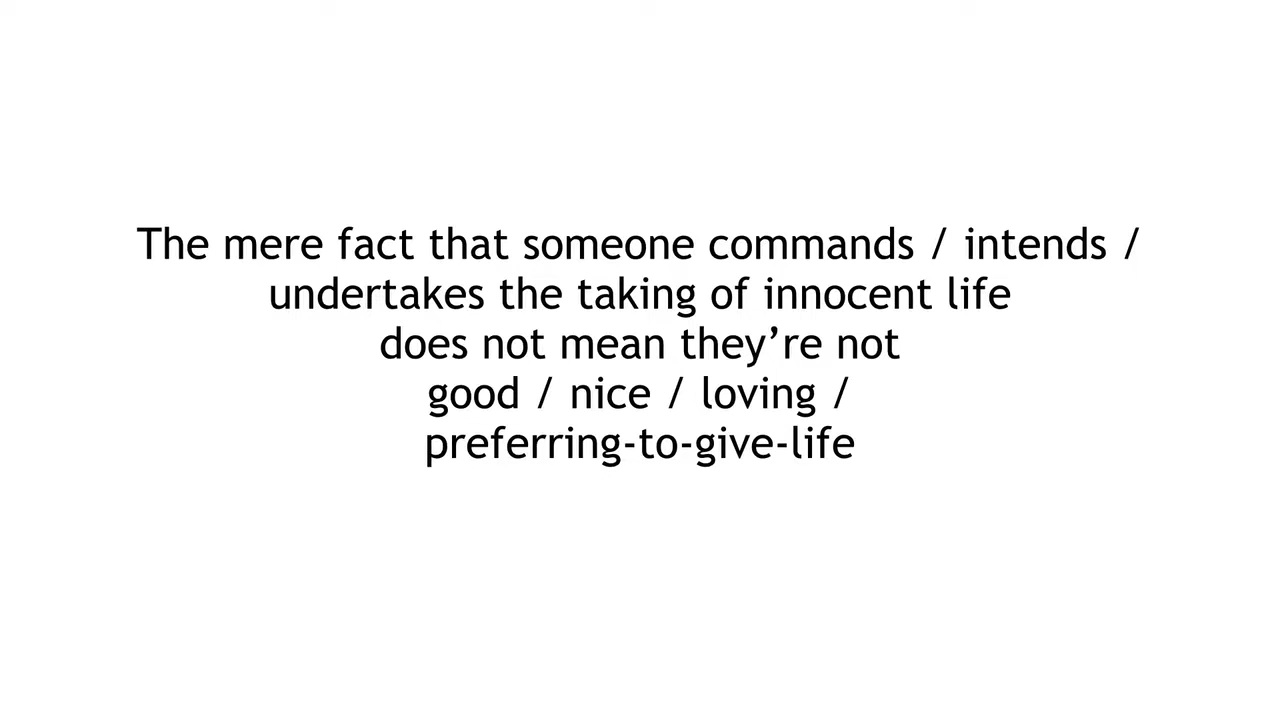 The mere fact that someone commands / intends /
undertakes the taking of innocent life
does not mean they’re not
good / nice / loving /
preferring-to-give-life